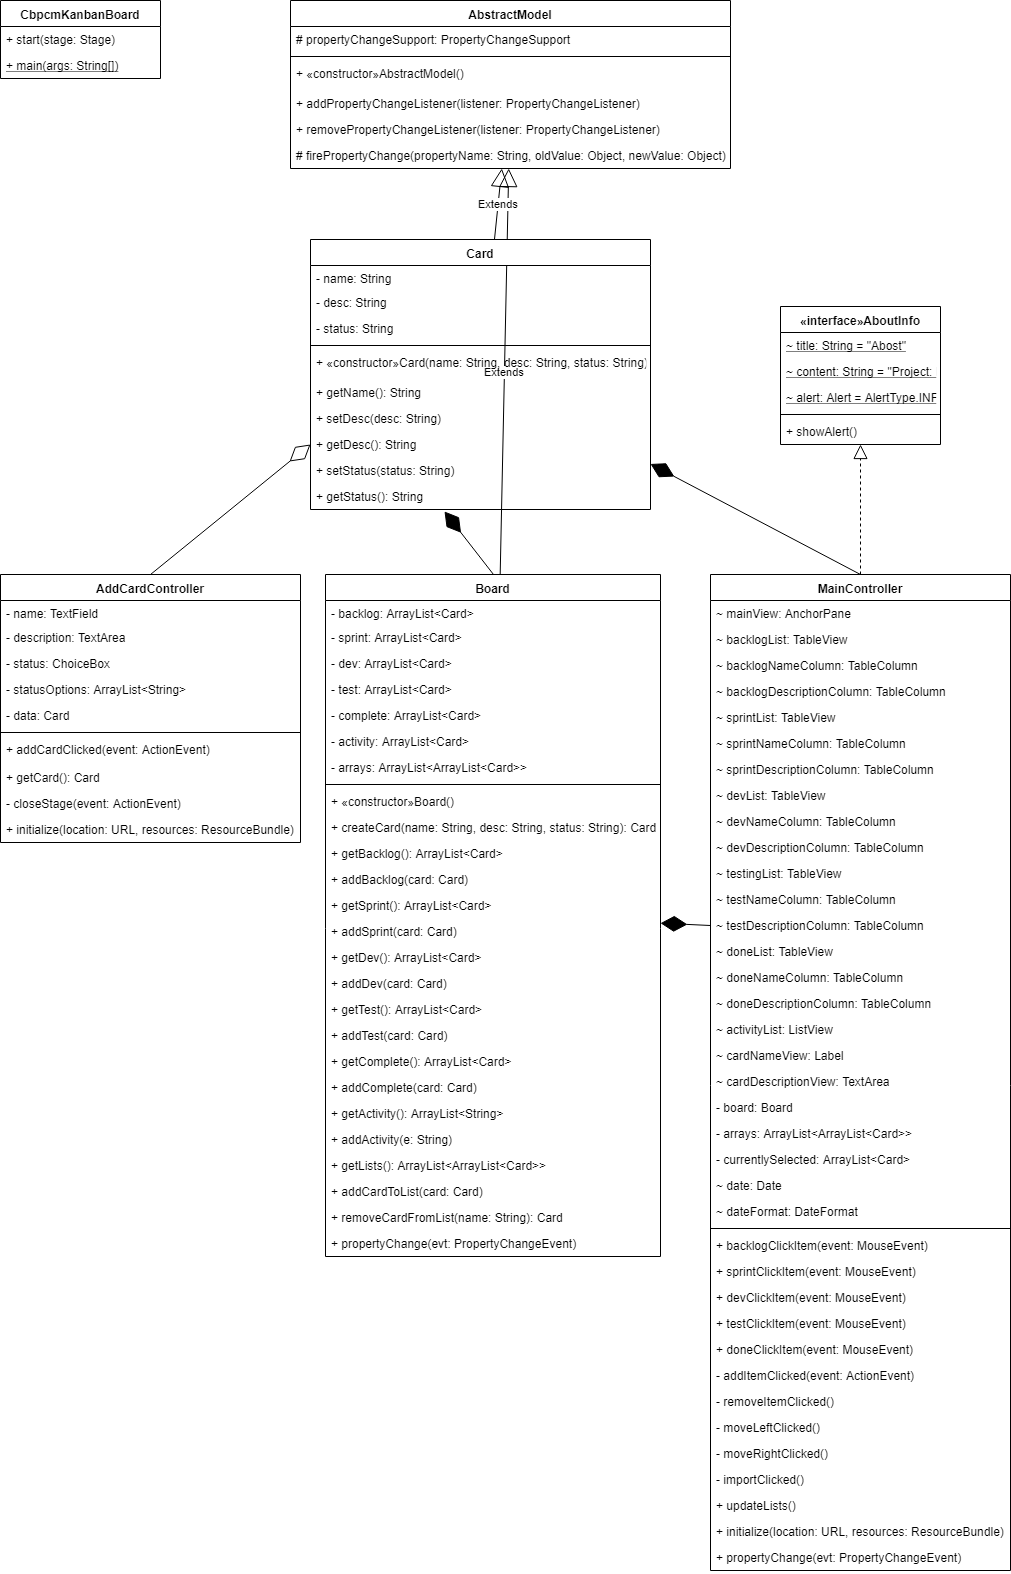 CbpcmKanbanBoard
+ start(stage: Stage)
+ main(args: String[])
AbstractModel
# propertyChangeSupport: PropertyChangeSupport
+ «constructor»AbstractModel()
+ addPropertyChangeListener(listener: PropertyChangeListener)
+ removePropertyChangeListener(listener: PropertyChangeListener)
# firePropertyChange(propertyName: String, oldValue: Object, newValue: Object)
Extends
Card
- name: String
- desc: String
- status: String
+ «constructor»Card(name: String, desc: String, status: String)
Extends
+ getName(): String
+ setDesc(desc: String)
+ getDesc(): String
+ setStatus(status: String)
+ getStatus(): String
«interface»AboutInfo
~ title: String = "Abost"
~ content: String = "Project:
~ alert: Alert = AlertType.INF
+ showAlert()
AddCardController
- name: TextField
- description: TextArea
- status: ChoiceBox
- statusOptions: ArrayList<String>
- data: Card
+ addCardClicked(event: ActionEvent)
+ getCard(): Card
- closeStage(event: ActionEvent)
+ initialize(location: URL, resources: ResourceBundle)
Board
- backlog: ArrayList<Card>
- sprint: ArrayList<Card>
- dev: ArrayList<Card>
- test: ArrayList<Card>
- complete: ArrayList<Card>
- activity: ArrayList<Card>
- arrays: ArrayList<ArrayList<Card>>
+ «constructor»Board()
+ createCard(name: String, desc: String, status: String): Card
+ getBacklog(): ArrayList<Card>
+ addBacklog(card: Card)
+ getSprint(): ArrayList<Card>
+ addSprint(card: Card)
+ getDev(): ArrayList<Card>
+ addDev(card: Card)
+ getTest(): ArrayList<Card>
+ addTest(card: Card)
+ getComplete(): ArrayList<Card>
+ addComplete(card: Card)
+ getActivity(): ArrayList<String>
+ addActivity(e: String)
+ getLists(): ArrayList<ArrayList<Card>>
+ addCardToList(card: Card)
+ removeCardFromList(name: String): Card
+ propertyChange(evt: PropertyChangeEvent)
MainController
~ mainView: AnchorPane
~ backlogList: TableView
~ backlogNameColumn: TableColumn
~ backlogDescriptionColumn: TableColumn
~ sprintList: TableView
~ sprintNameColumn: TableColumn
~ sprintDescriptionColumn: TableColumn
~ devList: TableView
~ devNameColumn: TableColumn
~ devDescriptionColumn: TableColumn
~ testingList: TableView
~ testNameColumn: TableColumn
~ testDescriptionColumn: TableColumn
~ doneList: TableView
~ doneNameColumn: TableColumn
~ doneDescriptionColumn: TableColumn
~ activityList: ListView
~ cardNameView: Label
~ cardDescriptionView: TextArea
- board: Board
- arrays: ArrayList<ArrayList<Card>>
- currentlySelected: ArrayList<Card>
~ date: Date
~ dateFormat: DateFormat
+ backlogClickItem(event: MouseEvent)
+ sprintClickItem(event: MouseEvent)
+ devClickItem(event: MouseEvent)
+ testClickItem(event: MouseEvent)
+ doneClickItem(event: MouseEvent)
- addItemClicked(event: ActionEvent)
- removeItemClicked()
- moveLeftClicked()
- moveRightClicked()
- importClicked()
+ updateLists()
+ initialize(location: URL, resources: ResourceBundle)
+ propertyChange(evt: PropertyChangeEvent)